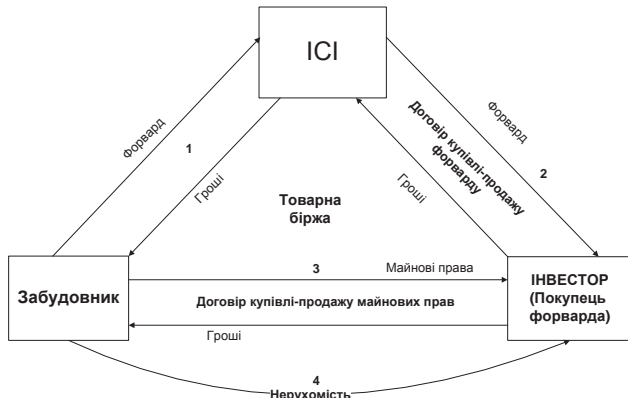 ІСІ
Форвард
1
Гроші
Форвард
Договір купівлі-продажу
форварду
2
Гроші
Товарна
біржа
Забудовник
3
Майнові права
Договір купівлі-продажу майнових прав
Гроші
ІНВЕСТОР
(Покупець
форварда)
4
Нерухомість